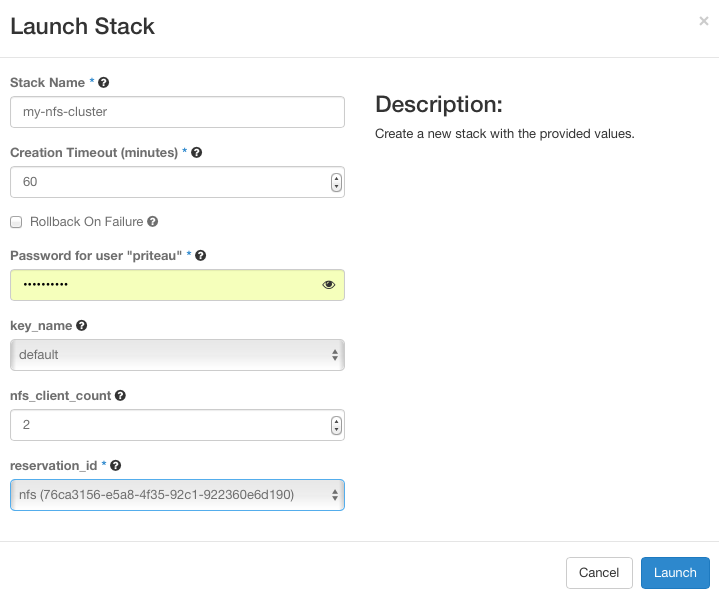 Launch Stack
×
Stack Name * ?
my-nfs-cluster
Creation Timeout (minutes) * ?
60
Rollback On Failure ?
Password for user "priteau" * ?
••••••••••
key_name ?
default
nfs_client_count ?
2
reservation_id * ?
nfs (76ca3156-e5a8-4f35-92c1-922360e6d190)
Description:
Create a new stack with the provided values.
Cancel
Launch